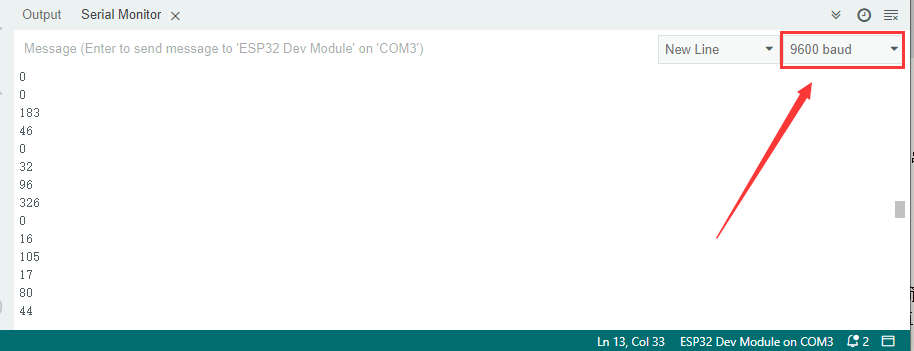 Output Serial Monitor
Message (Enter to send message to 'ESP32 Dev Module' on 'COM3')
New Line
9600 baud
0
0
183
46
0
32
96
326
0
16
105
17
80
44
Ln 13, Col 33 ESP32 Dev Module on COM3 2